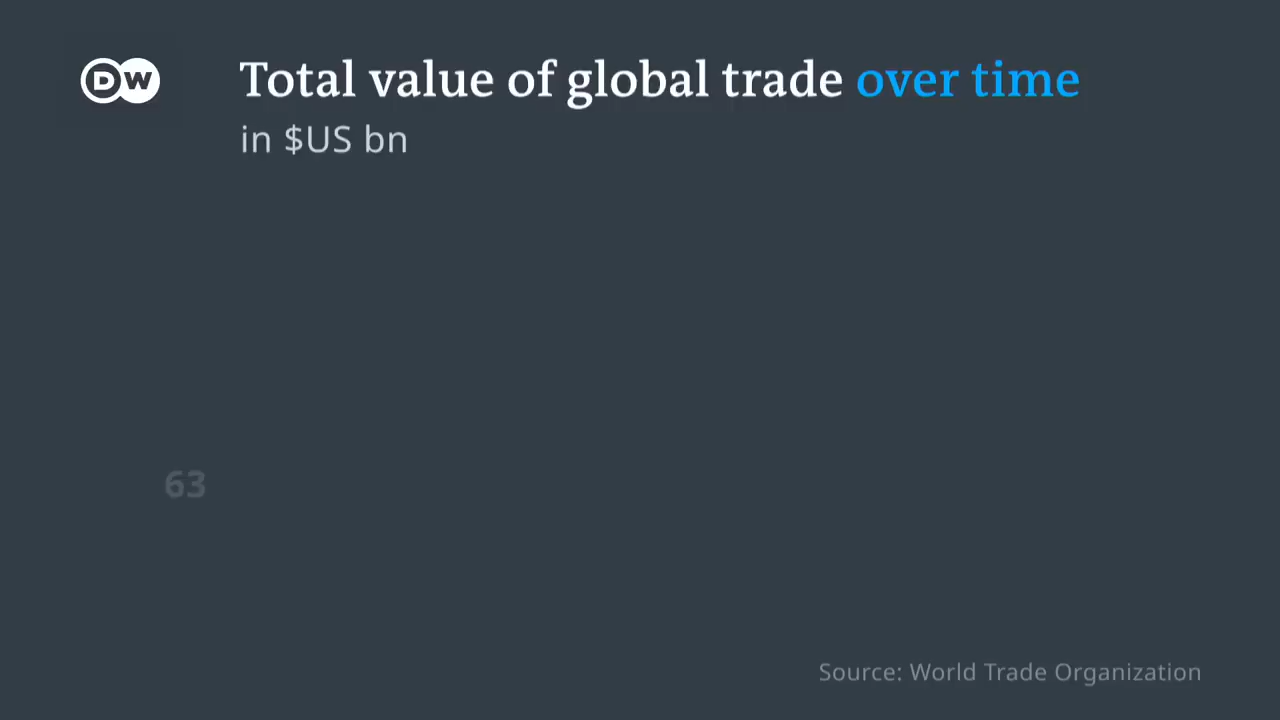 DW
Total value of global trade over time
in $US bn
63
Source: World Trade Organization